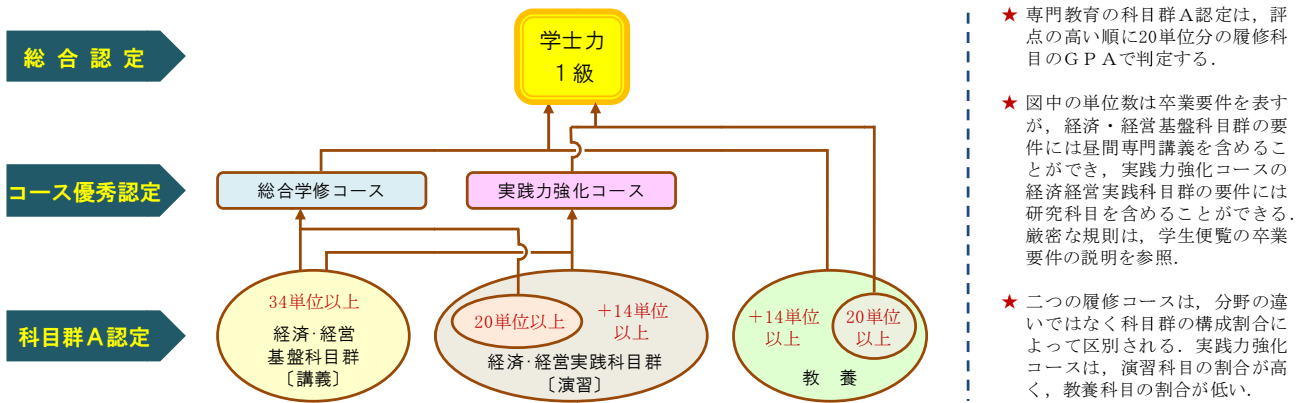 総合認定
学士力
１級
コース優秀認定
総合学修コース
実践力強化コース
科目群Ａ認定
34単位以上
経済･経営
基盤科目群
〔講義〕
20単位以上
＋14単位
以上
経済･経営実践科目群
〔演習〕
＋14単位
以上
20単位
以上
教　養
★ 専門教育の科目群Ａ認定は，評
点の高い順に20単位分の履修科
目のＧＰＡで判定する．
★ 図中の単位数は卒業要件を表す
が，経済・経営基盤科目群の要
件には昼間専門講義を含めるこ
とができ，実践力強化コースの
経済経営実践科目群の要件には
研究科目を含めることができる．
厳密な規則は，学生便覧の卒業
要件の説明を参照．
★ 二つの履修コースは，分野の違
いではなく科目群の構成割合に
よって区別される．実践力強化
コースは，演習科目の割合が高
く，教養科目の割合が低い．